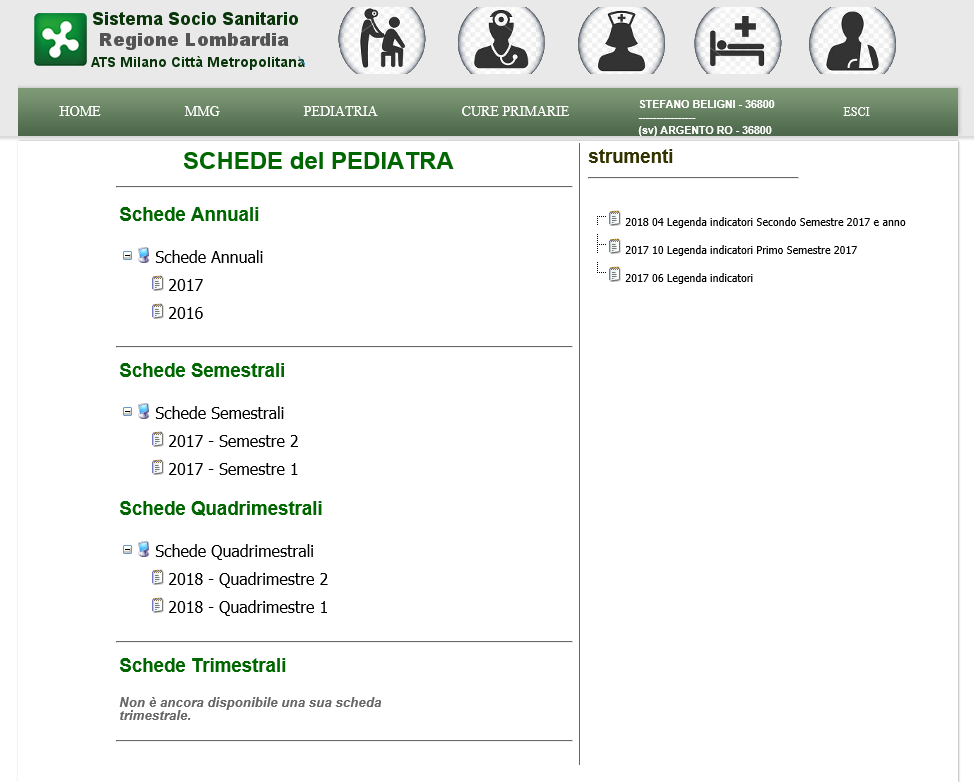 Sistema Socio Sanitario
Regione Lombardia
ATS Milano Città Metropolitana
HOME
MMG
PEDIATRIA
CURE PRIMARIE
STEFANO BELIGNI - 36800
--------------------
(sv) ARGENTO RO - 36800
ESCI
SCHEDE del PEDIATRA
Schede Annuali
Schede Annuali
2017
2016
Schede Semestrali
Schede Semestrali
2017 - Semestre 2
2017 - Semestre 1
Schede Quadrimestrali
Schede Quadrimestrali
2018 - Quadrimestre 2
2018 - Quadrimestre 1
Schede Trimestrali
Non è ancora disponibile una sua scheda
trimestrale.
strumenti
2018 04 Legenda indicatori Secondo Semestre 2017 e anno
2017 10 Legenda indicatori Primo Semestre 2017
2017 06 Legenda indicatori